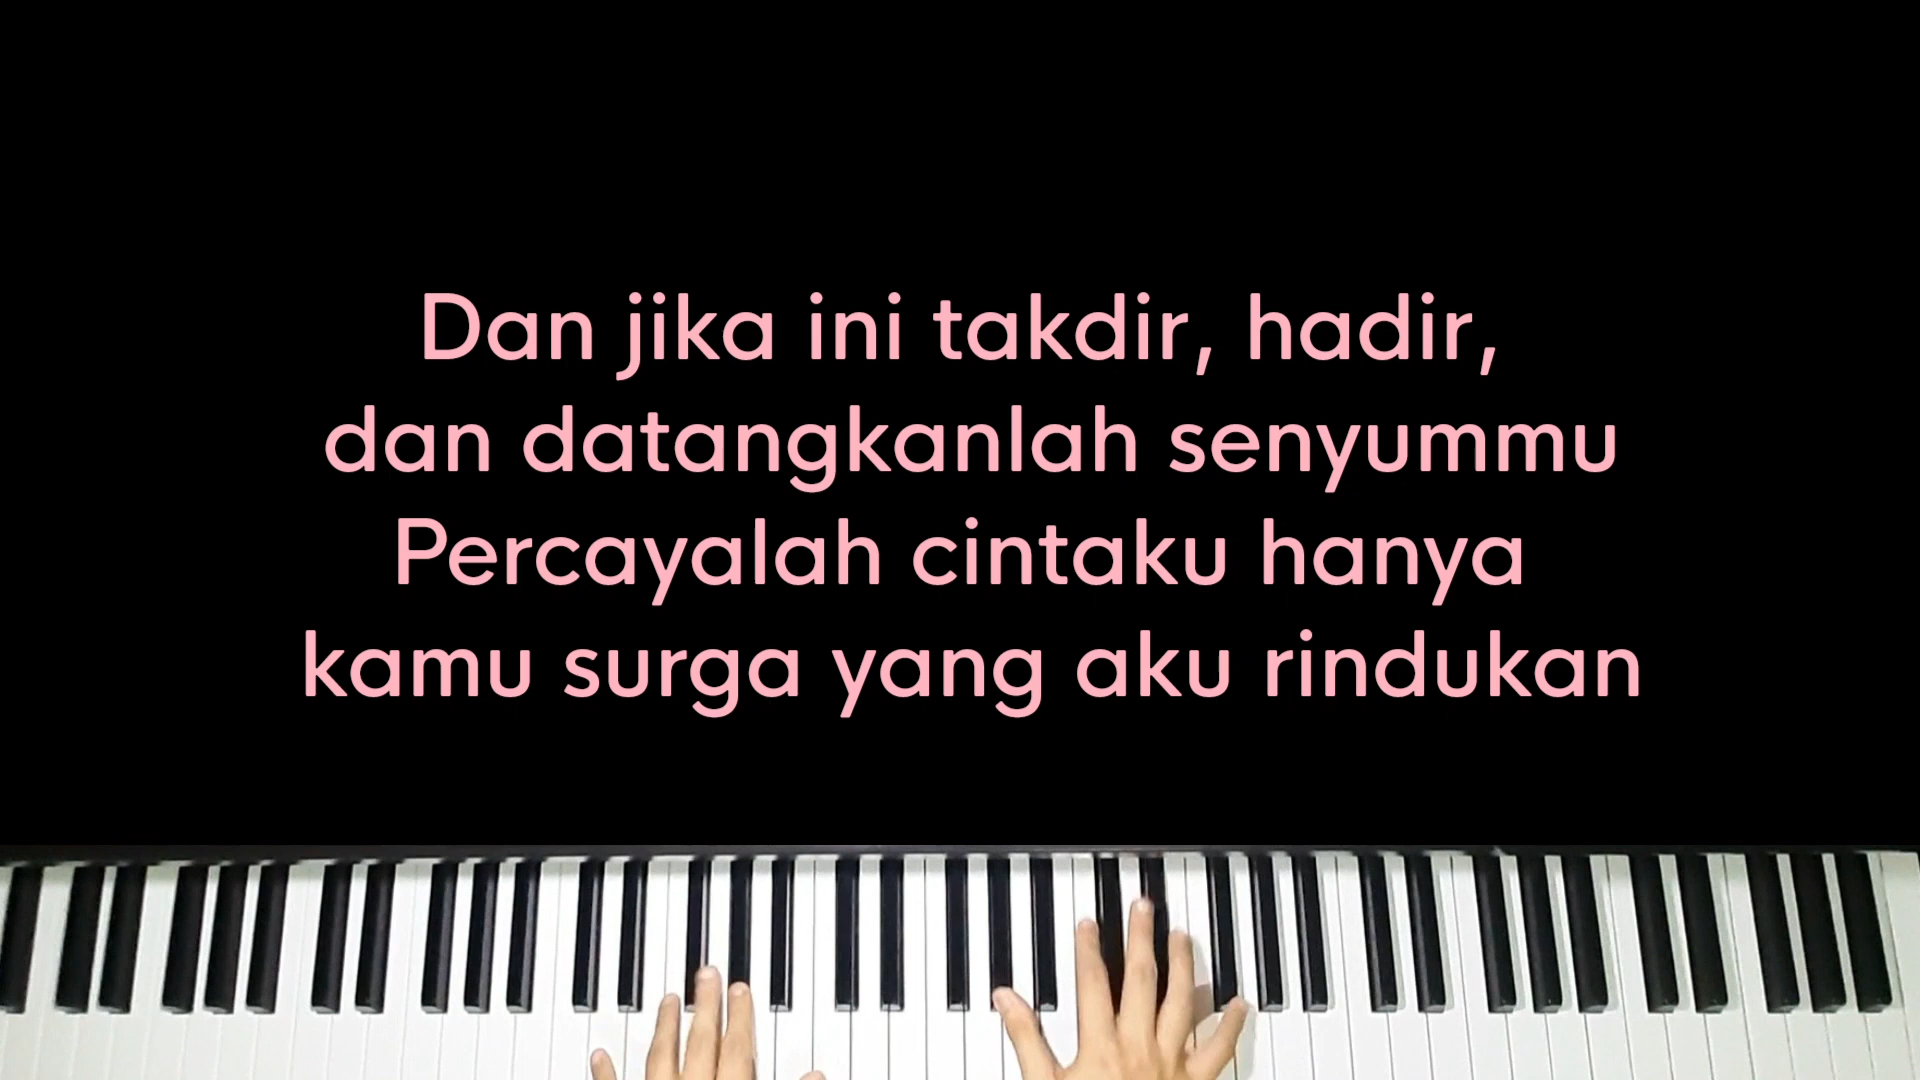 Dan jika ini takdir, hadir,
dan datangkanlah senyummu
Percayalah cintaku hanya
kamu surga yang aku rindukan